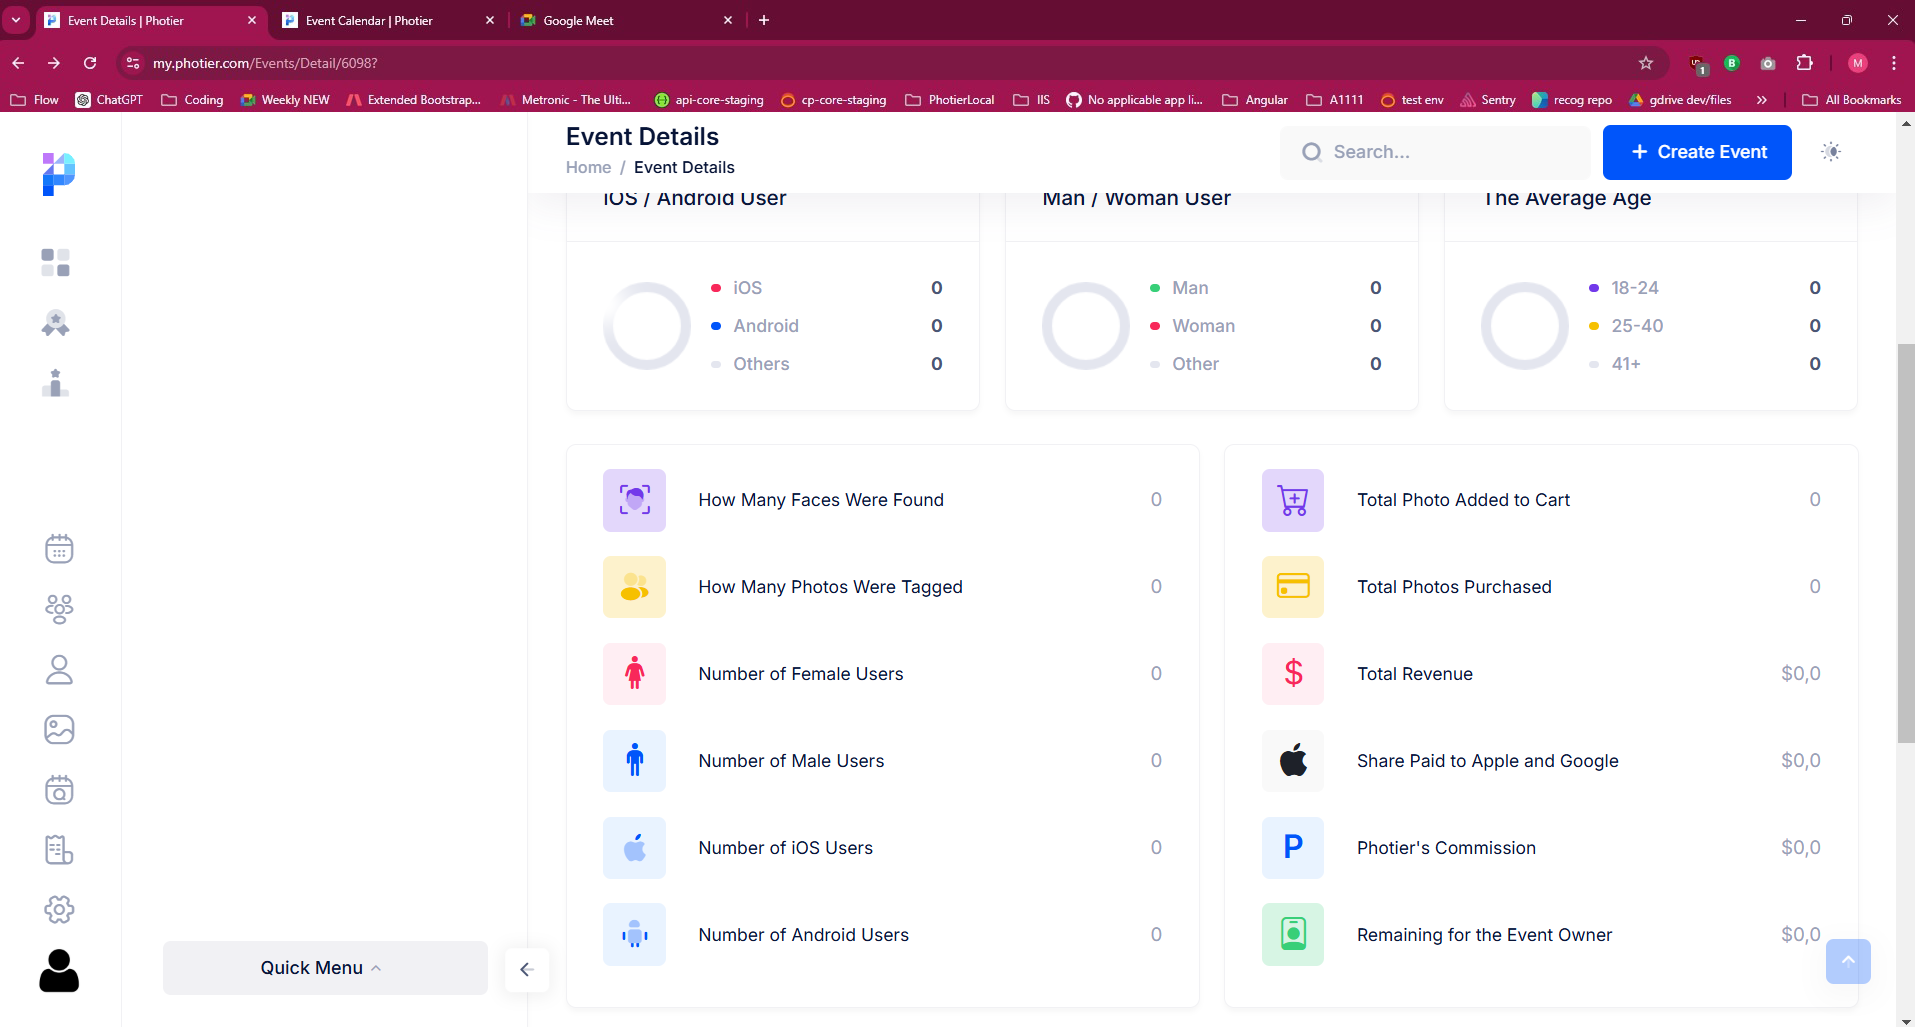 Event Details | Photier
Event Calendar | Photier
Google Meet
my.photier.com/Events/Detail/6098?
1
B
M
Flow
ChatGPT
Coding
Weekly NEW
Extended Bootstrap...
Metronic - The Ulti...
api-core-staging
cp-core-staging
PhotierLocal
IIS
No applicable app li...
Angular
A1111
test env
Sentry
recog repo
gdrive dev/files
All Bookmarks
Event Details
Home / Event Details
Search...
+ Create Event
iOS / Android User
iOS 0
Android 0
Others 0
Man / Woman User
Man 0
Woman 0
Other 0
The Average Age
18-24 0
25-40 0
41+ 0
How Many Faces Were Found 0
How Many Photos Were Tagged 0
Number of Female Users 0
Number of Male Users 0
Number of iOS Users 0
Number of Android Users 0
Total Photo Added to Cart 0
Total Photos Purchased 0
$ Total Revenue $0,0
Share Paid to Apple and Google $0,0
P Photier's Commission $0,0
Remaining for the Event Owner $0,0
Quick Menu